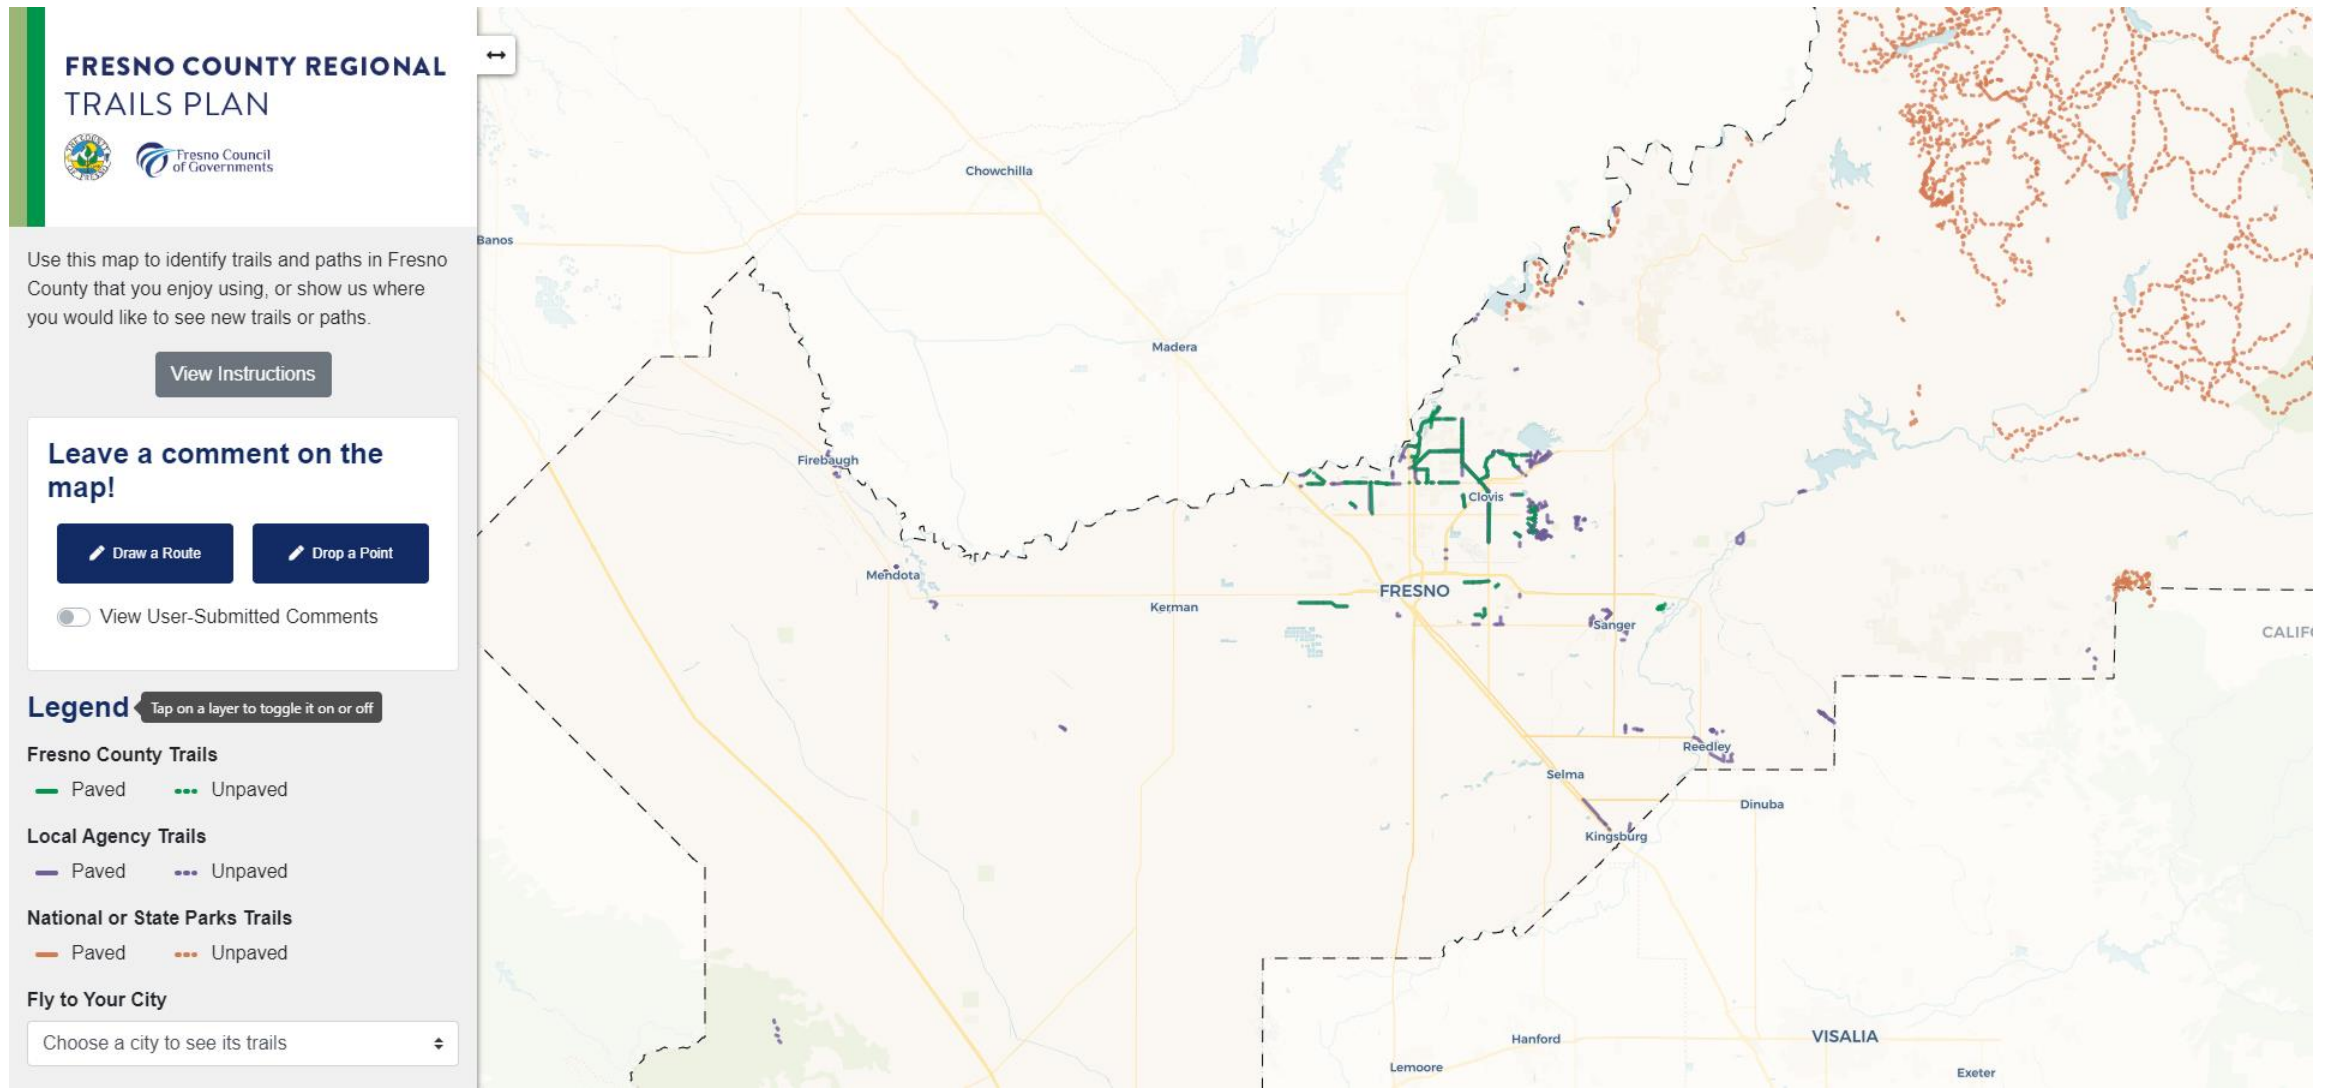 FRESNO COUNTY REGIONAL
TRAILS PLAN
Fresno Council
of Governments
Use this map to identify trails and paths in Fresno
County that you enjoy using, or show us where
you would like to see new trails or paths.
View Instructions
Leave a comment on the
map!
Draw a Route
Drop a Point
View User-Submitted Comments
Legend
Tap on a layer to toggle it on or off
Fresno County Trails
Paved
Unpaved
Local Agency Trails
Paved
Unpaved
National or State Parks Trails
Paved
Unpaved
Fly to Your City
Choose a city to see its trails
Chowchilla
Banos
Madera
Firebaugh
Clovis
Mendota
FRESNO
Kerman
Sanger
CALIF
Reedley
Selma
Dinuba
Kingsburg
VISALIA
Hanford
Lemoore
Exeter